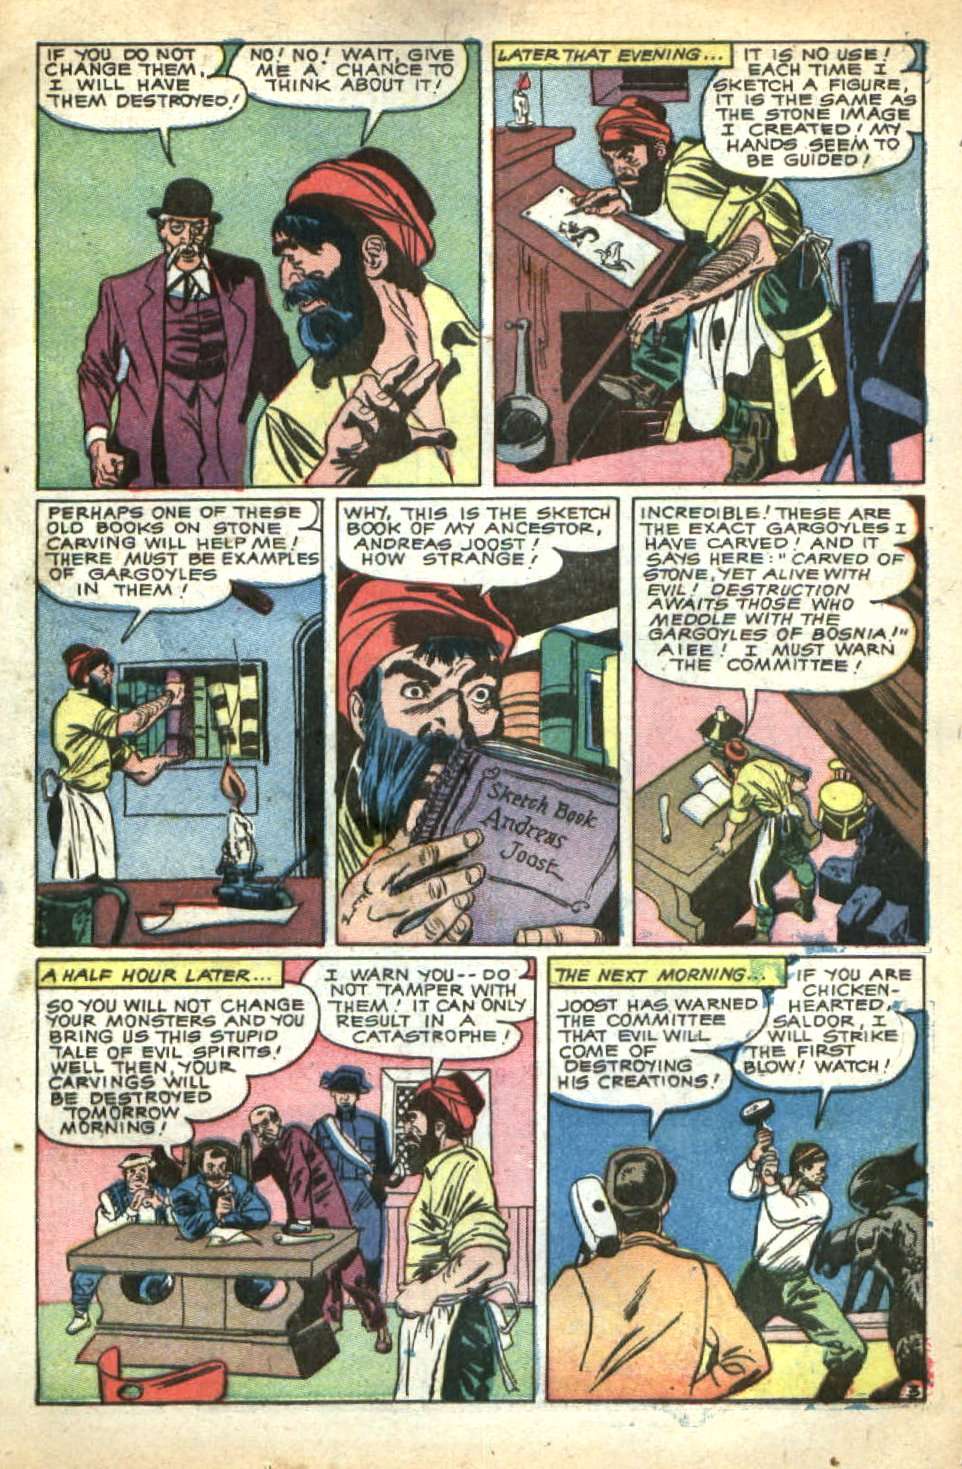 IF YOU DO NOT
CHANGE THEM,
I WILL HAVE
THEM DESTROYED!
NO! NO! WAIT, GIVE
ME A CHANCE TO
THINK ABOUT IT!
LATER THAT EVENING...
IT IS NO USE!
EACH TIME I
SKETCH A FIGURE,
IT IS THE SAME AS
THE STONE IMAGE
I CREATED! MY
HANDS SEEM TO
BE GUIDED!
PERHAPS ONE OF THESE
OLD BOOKS ON STONE
CARVING WILL HELP ME!
THERE MUST BE EXAMPLES
OF GARGOYLES
IN THEM!
WHY, THIS IS THE SKETCH
BOOK OF MY ANCESTOR,
ANDREAS JOOST!
HOW STRANGE!
Sketch Book
Andreas
Joost
INCREDIBLE! THESE ARE
THE EXACT GARGOYLES I
HAVE CARVED! AND IT
SAYS HERE: "CARVED OF
STONE, YET ALIVE WITH
EVIL! DESTRUCTION
AWAITS THOSE WHO
MEDDLE WITH THE
GARGOYLES OF BOSNIA!"
AIEE! I MUST WARN
THE COMMITTEE!
A HALF HOUR LATER...
SO YOU WILL NOT CHANGE
YOUR MONSTERS AND YOU
BRING US THIS STUPID
TALE OF EVIL SPIRITS!
WELL THEN, YOUR
CARVINGS WILL
BE DESTROYED
TOMORROW
MORNING!
I WARN YOU-- DO
NOT TAMPER WITH
THEM! IT CAN ONLY
RESULT IN A
CATASTROPHE!
THE NEXT MORNING...
JOOST HAS WARNED
THE COMMITTEE
THAT EVIL WILL
COME OF
DESTROYING
HIS CREATIONS!
IF YOU ARE
CHICKEN-
HEARTED,
SALDOR, I
WILL STRIKE
THE FIRST
BLOW! WATCH!
3